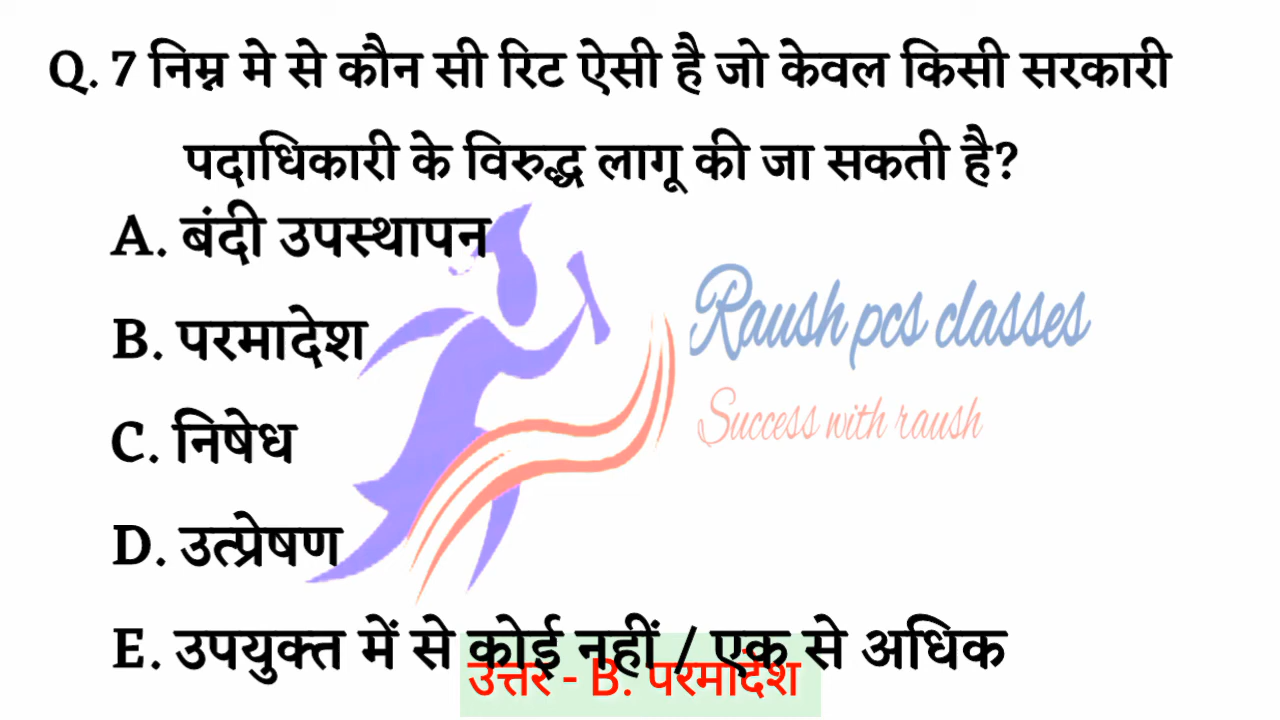 Q. 7 निम्न मे से कौन सी रिट ऐसी है जो केवल किसी सरकारी
पदाधिकारी के विरुद्ध लागू की जा सकती है?
A. बंदी उपस्थापन
B. परमादेश
Raush pcs classes
Success with raush
C. निषेध
D. उत्प्रेषण
E. उपयुक्त में से कोई नहीं / एक से अधिक
उत्तर - B. परमादेश